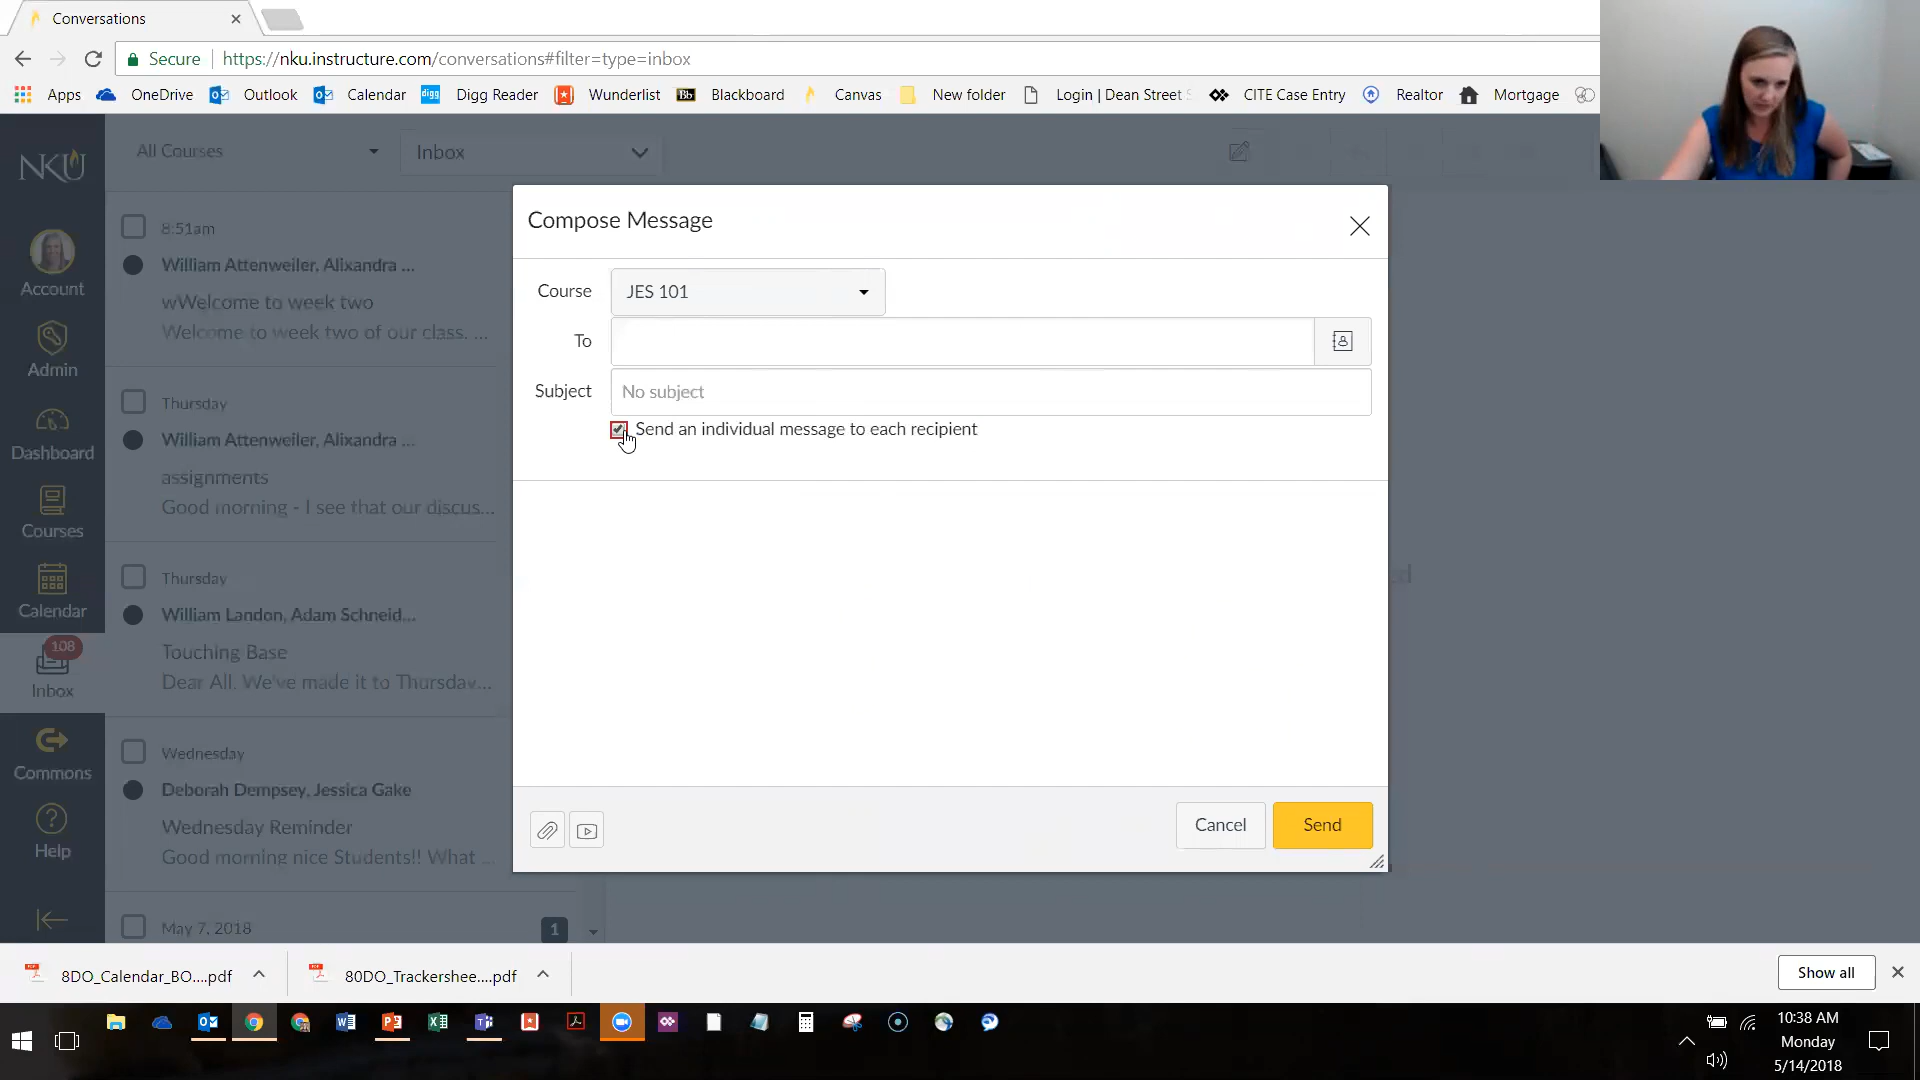 Conversations
Secure https://nku.instructure.com/conversations#filter=type=inbox
Apps OneDrive Outlook Calendar digg Digg Reader Wunderlist Bb Blackboard Canvas New folder Login | Dean Street S CITE Case Entry Realtor Mortgage
NKU
All Courses
Inbox
Account
Admin
Dashboard
Courses
Calendar
108
Inbox
Commons
Help
8:51am
William Attenweiler, Alixandra ...
wWelcome to week two
Welcome to week two of our class. ...
Thursday
William Attenweiler, Alixandra ...
assignments
Good morning - I see that our discus...
Thursday
William Landon, Adam Schneid...
Touching Base
Dear All, We've made it to Thursday...
Wednesday
Deborah Dempsey, Jessica Gake
Wednesday Reminder
Good morning nice Students!! What ...
May 7, 2018
1
Compose Message
Course JES 101
To
Subject No subject
Send an individual message to each recipient
Cancel
Send
8DO_Calendar_BO....pdf
80DO_Trackershee....pdf
Show all
10:38 AM
Monday
5/14/2018